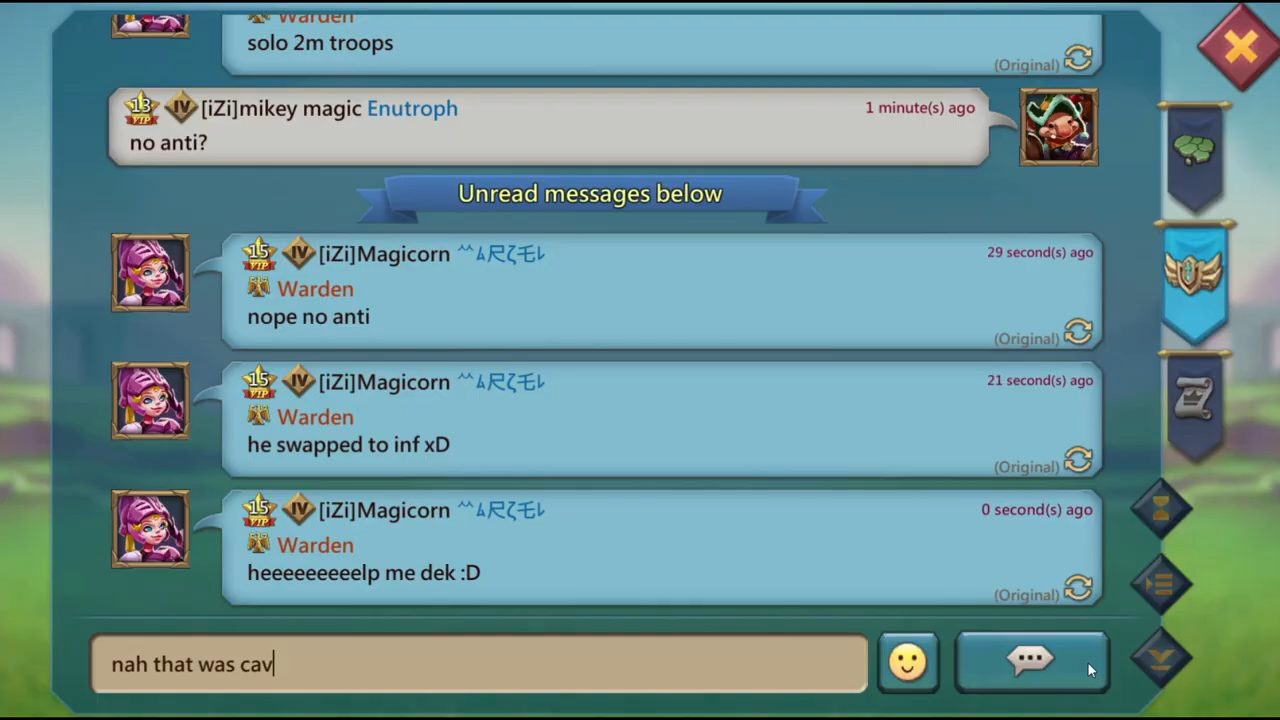 Warden
solo 2m troops
(Original)
13 VIP IV [iZi]mikey magic Enutroph 1 minute(s) ago
no anti?
Unread messages below
15 VIP IV [iZi]Magicorn 29 second(s) ago
Warden
nope no anti
(Original)
15 VIP IV [iZi]Magicorn 21 second(s) ago
Warden
he swapped to inf xD
(Original)
15 VIP IV [iZi]Magicorn 0 second(s) ago
Warden
heeeeeeeeelp me dek :D
(Original)
nah that was cav